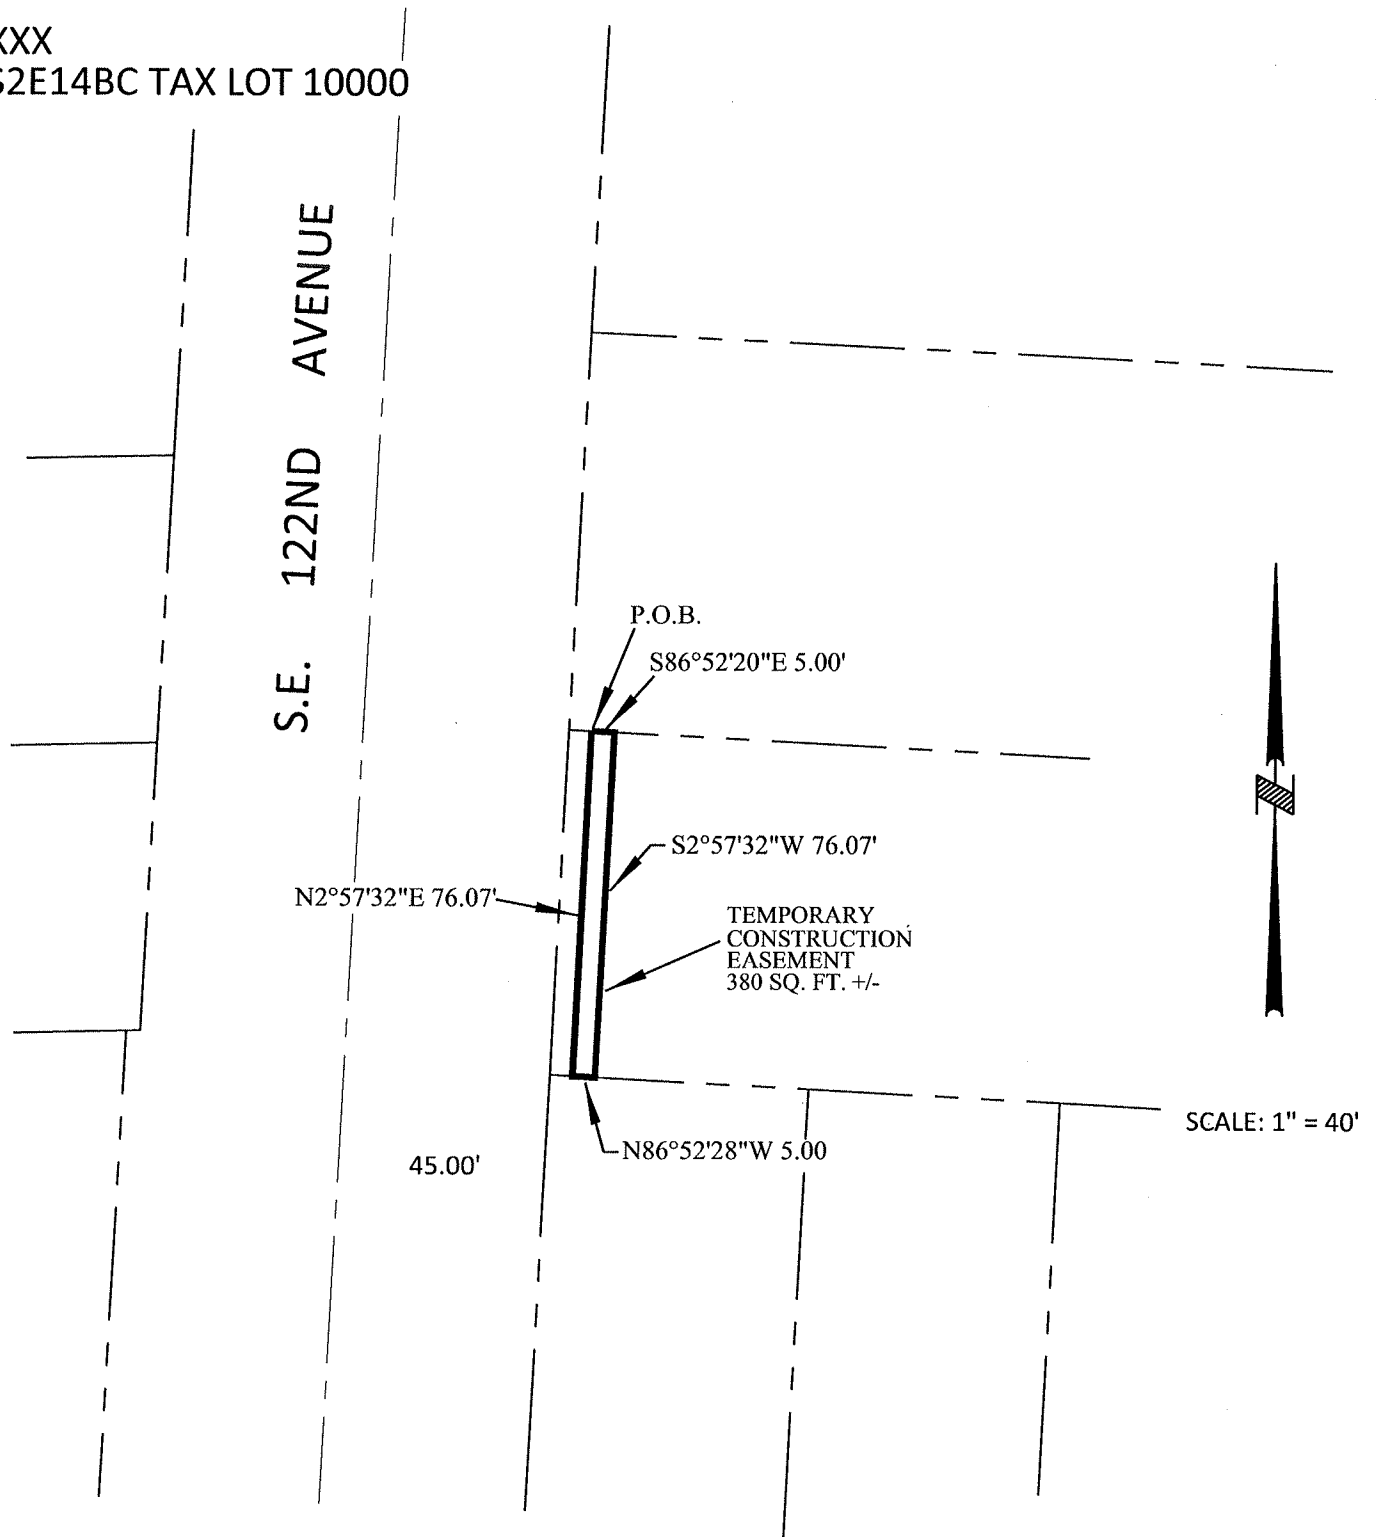 XXX
S2E14BC TAX LOT 10000
S.E. 122ND AVENUE
P.O.B.
S86°52'20"E 5.00'
S2°57'32"W 76.07'
N2°57'32"E 76.07'
TEMPORARY
CONSTRUCTION
EASEMENT
380 SQ. FT. +/-
SCALE: 1" = 40'
N86°52'28"W 5.00
45.00'